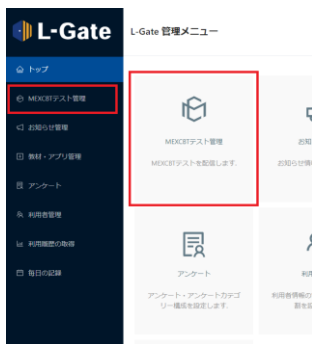 L-Gate
L-Gate 管理メニュー
トップ
MEXCBTテスト管理
お知らせ管理
教材・アプリ管理
アンケート
利用者管理
利用履歴の取得
毎日の記録
MEXCBTテスト管理
MEXCBTテストを配信します.
お知
お知らせ情
アンケート
アンケート・アンケートカテゴ
リー構成を設定します.
利用
利用者情報の
割を設